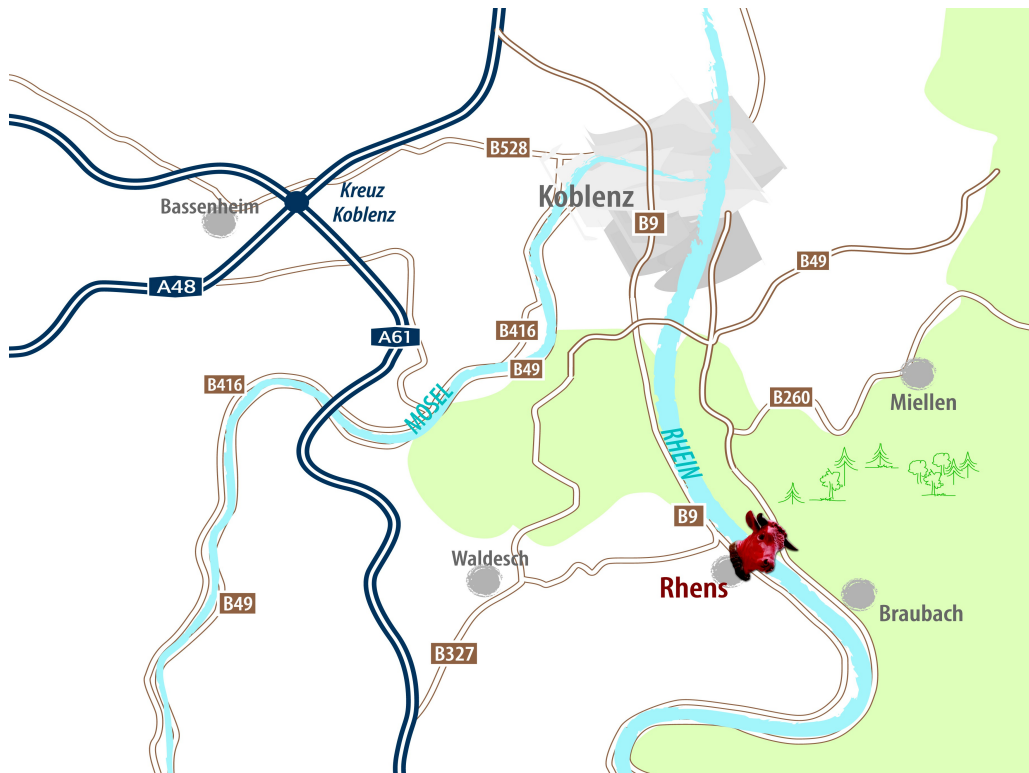 B528
Kreuz
Koblenz
Bassenheim
Koblenz
B9
B49
A48
A61
B416
B49
B416
MOSEL
B260
Miellen
RHEIN
B9
Waldesch
Rhens
B49
Braubach
B327